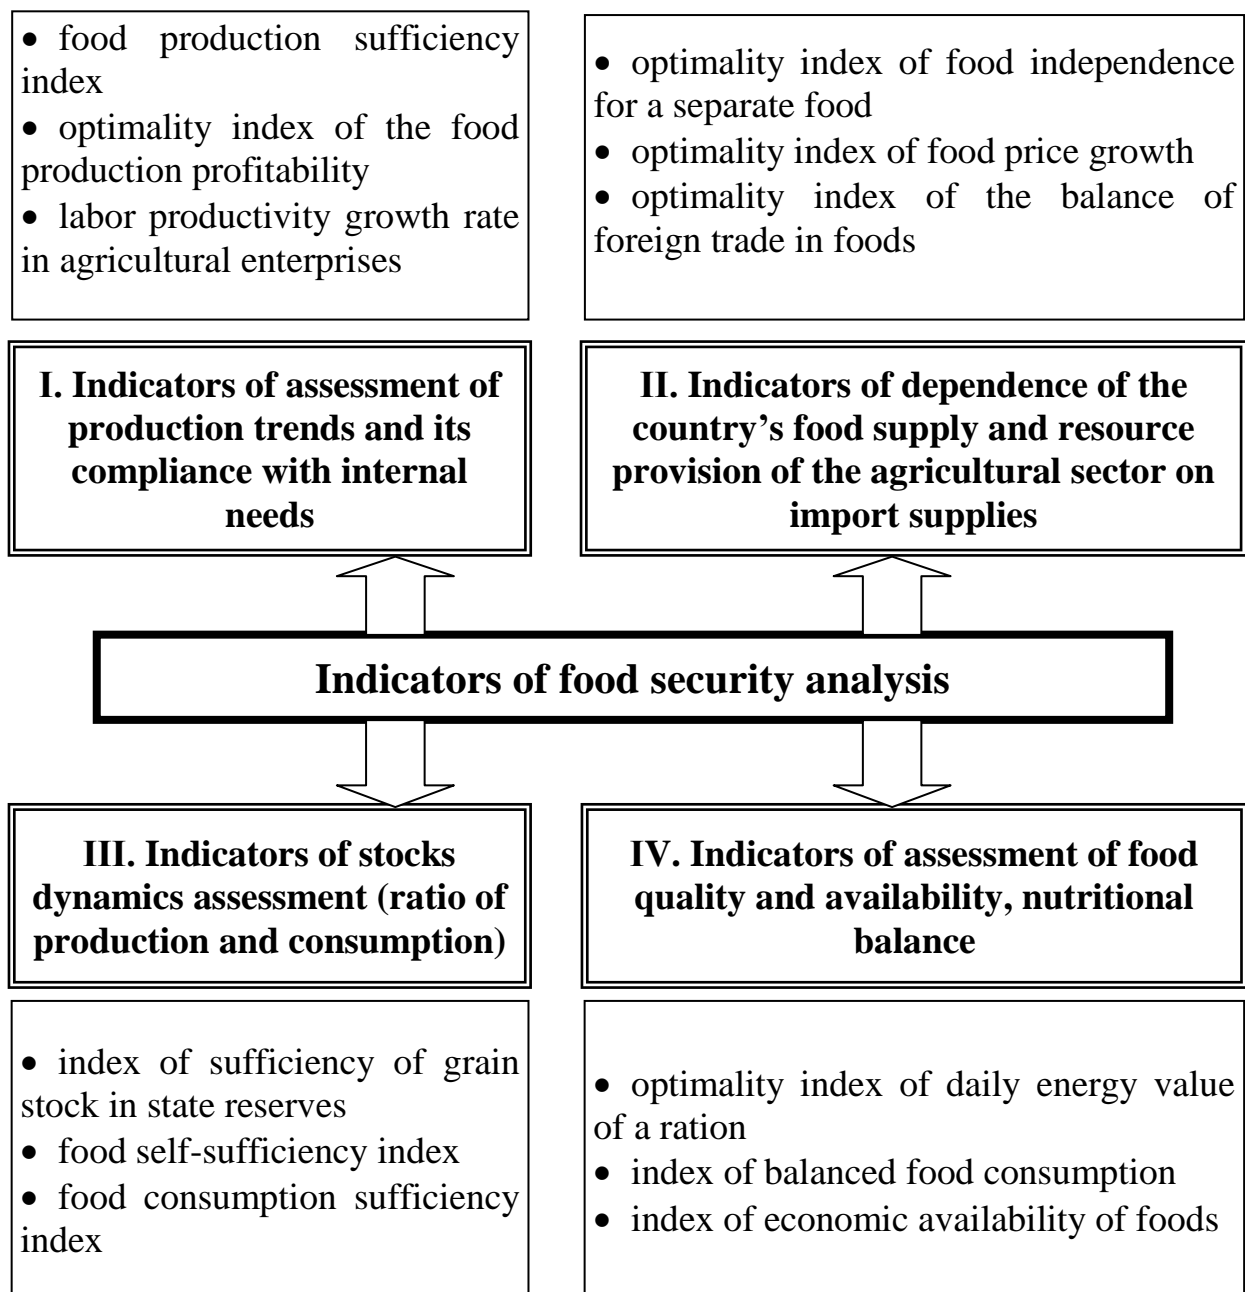 • food production sufficiency
index
• optimality index of the food
production profitability
• labor productivity growth rate
in agricultural enterprises
• optimality index of food independence
for a separate food
• optimality index of food price growth
• optimality index of the balance of
foreign trade in foods
I. Indicators of assessment of
production trends and its
compliance with internal
needs
II. Indicators of dependence of the
country’s food supply and resource
provision of the agricultural sector on
import supplies
Indicators of food security analysis
III. Indicators of stocks
dynamics assessment (ratio of
production and consumption)
IV. Indicators of assessment of food
quality and availability, nutritional
balance
• index of sufficiency of grain
stock in state reserves
• food self-sufficiency index
• food consumption sufficiency
index
• optimality index of daily energy value
of a ration
• index of balanced food consumption
• index of economic availability of foods